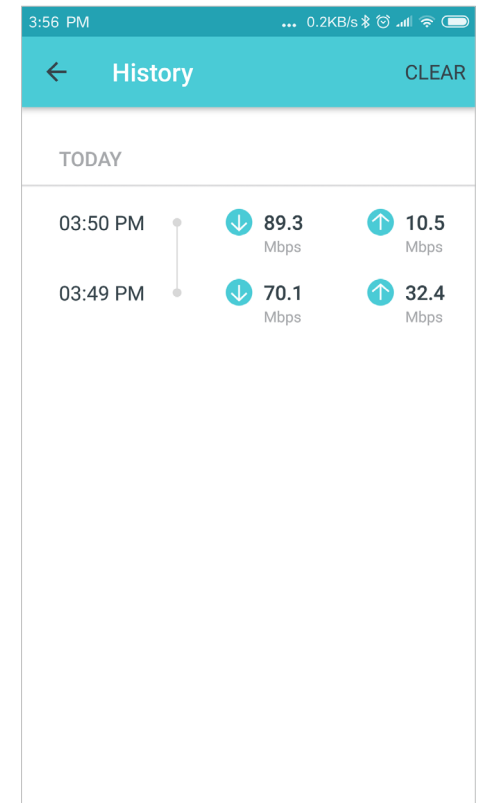 3:56 PM ... 0.2KB/s
History CLEAR
TODAY
03:50 PM 89.3 10.5
Mbps Mbps
03:49 PM 70.1 32.4
Mbps Mbps